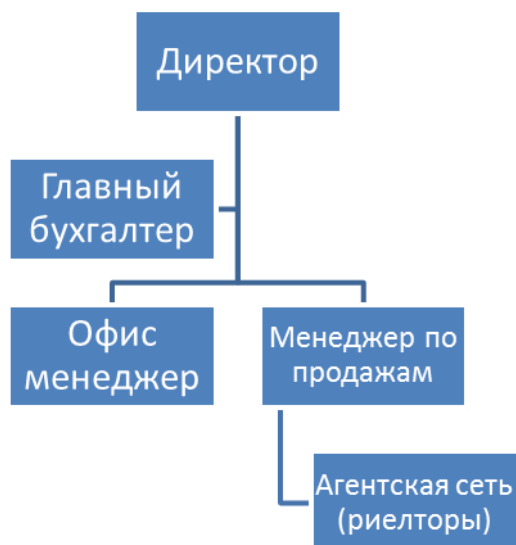 Директор
Главный
бухгалтер
Офис
менеджер
Менеджер по
продажам
Агентская сеть
(риелторы)